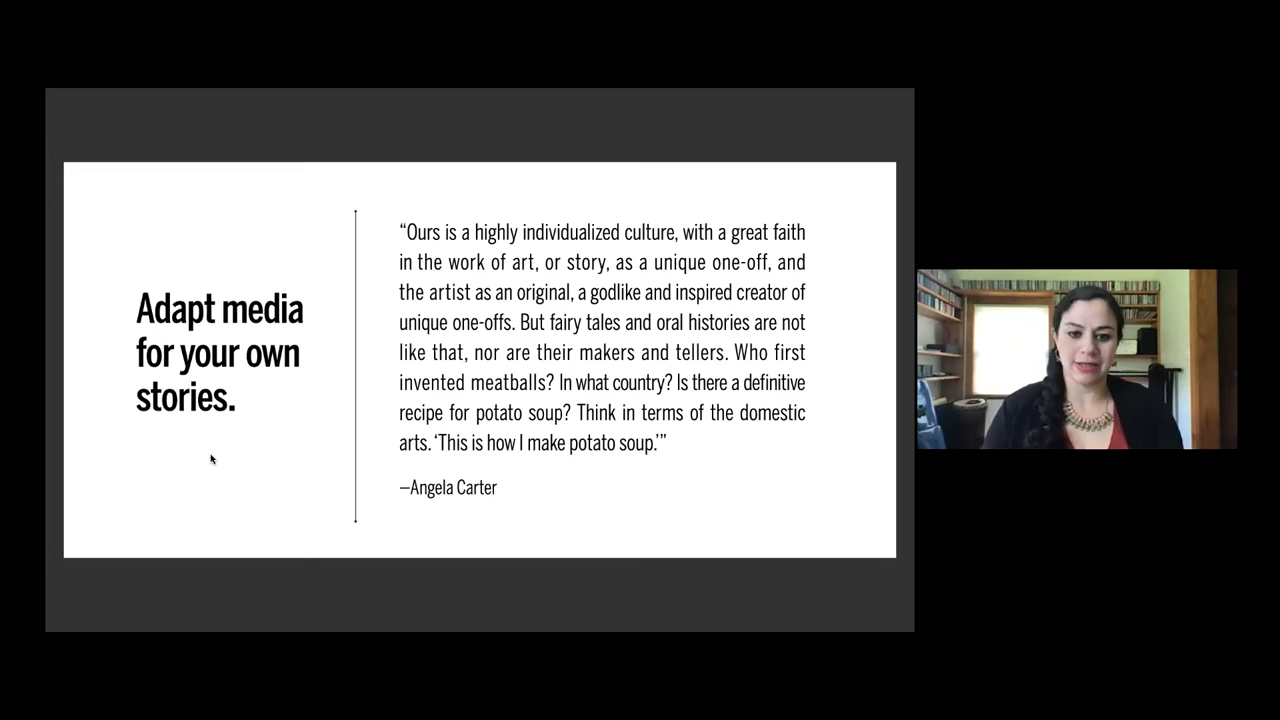 Adapt media
for your own
stories.
“Ours is a highly individualized culture, with a great faith
in the work of art, or story, as a unique one-off, and
the artist as an original, a godlike and inspired creator of
unique one-offs. But fairy tales and oral histories are not
like that, nor are their makers and tellers. Who first
invented meatballs? In what country? Is there a definitive
recipe for potato soup? Think in terms of the domestic
arts. ‘This is how I make potato soup.’”
—Angela Carter